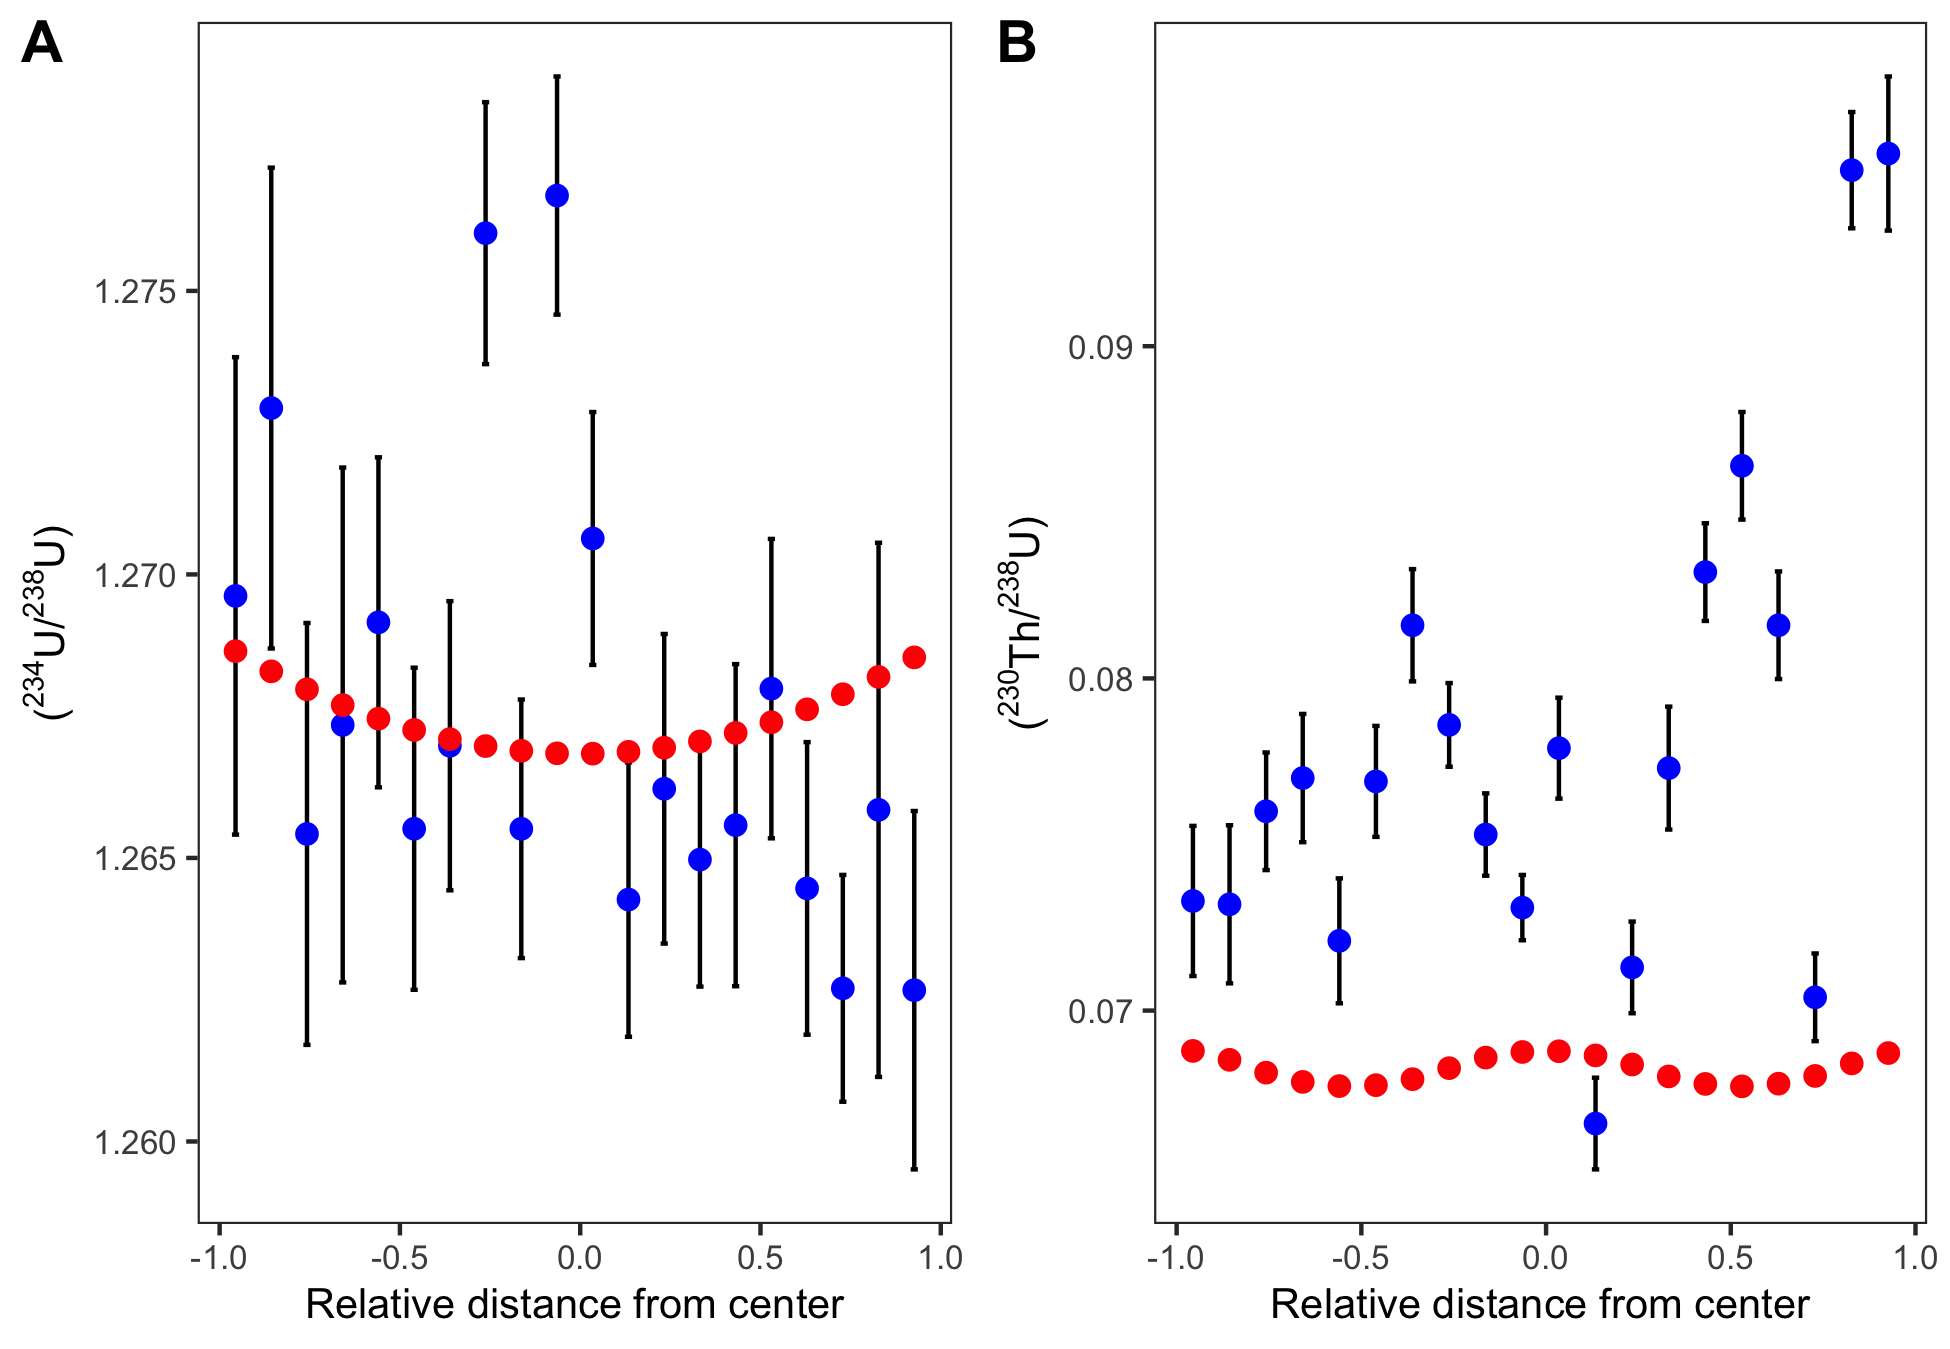 A
B
1.275
1.270
1.265
1.260
(²³⁴U/²³⁸U)
-1.0 -0.5 0.0 0.5 1.0
Relative distance from center
0.09
0.08
0.07
(²³⁰Th/²³⁸U)
-1.0 -0.5 0.0 0.5 1.0
Relative distance from center